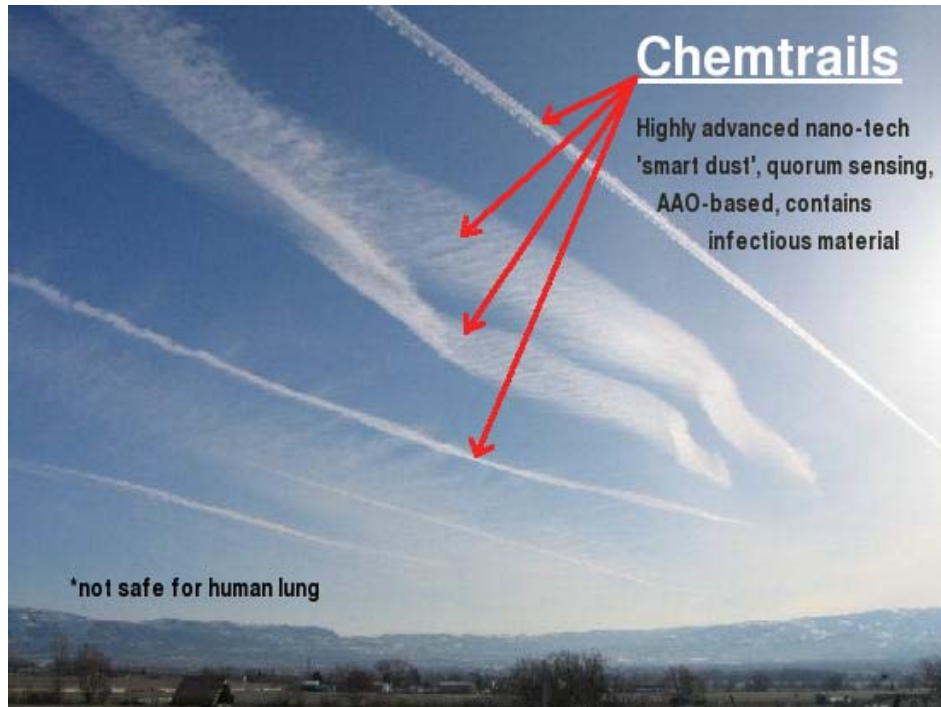 Chemtrails
Highly advanced nano-tech
'smart dust', quorum sensing,
AAO-based, contains
infectious material
*not safe for human lung